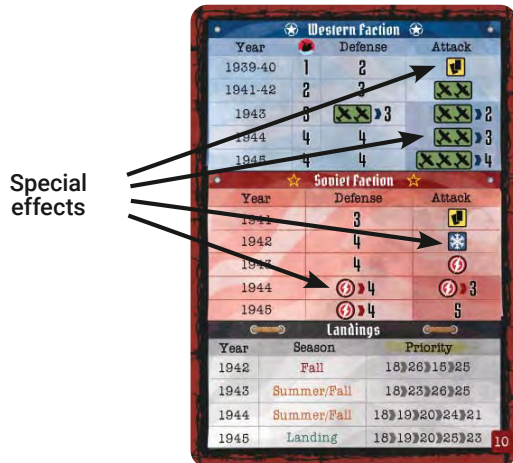 Western Faction
Year Defense Attack
1939-40 1 2
1941-42 2 3
1943 3 3 2
1944 4 4 3
1945 4 4 4
Special
effects
Soviet Faction
Year Defense Attack
1941 3
1942 4
1943 4
1944 4 3
1945 4 5
Landings
Year Season Priority
1942 Fall 18 26 15 25
1943 Summer/Fall 18 23 26 25
1944 Summer/Fall 18 19 20 24 21
1945 Landing 18 19 20 25 23
10